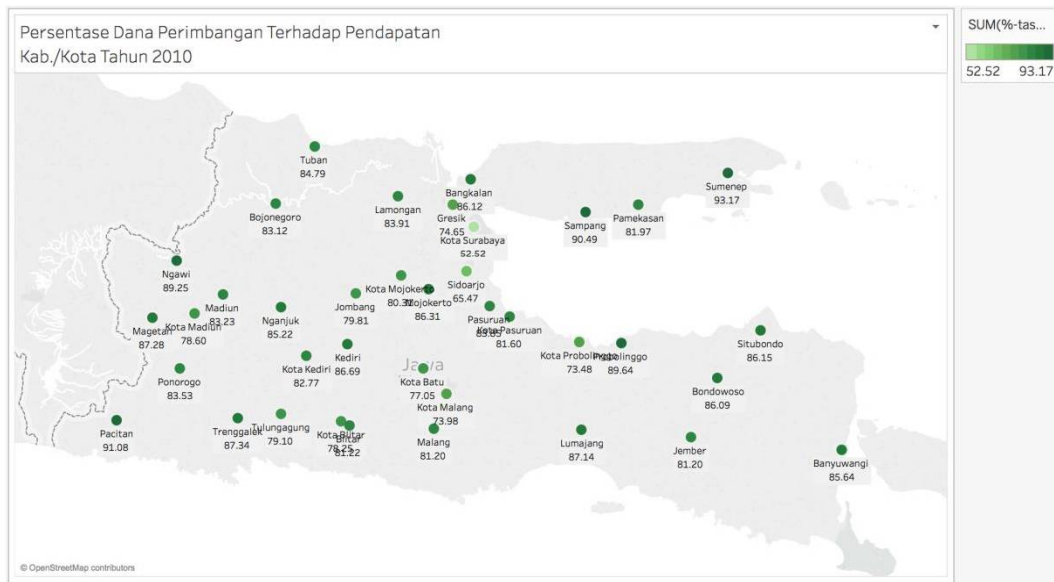 Persentase Dana Perimbangan Terhadap Pendapatan
Kab./Kota Tahun 2010
SUM(%-tas...
52.52 93.17
Tuban
84.79
Bangkalan
86.12
Sumenep
93.17
Lamongan
83.91
Bojonegoro
83.12
Gresik
74.65
Sampang
90.49
Pamekasan
81.97
Kota Surabaya
52.52
Ngawi
89.25
Sidoarjo
65.47
Kota Mojokerto
80.32
Mojokerto
86.31
Madiun
83.23
Jombang
79.81
Magetan
87.28
Kota Madiun
78.60
Nganjuk
85.22
Pasuruan
Kota Pasuruan
81.60
Situbondo
86.15
Kediri
86.69
Kota Probolinggo
73.48
Probolinggo
89.64
Kota Kediri
82.77
Jawa
Ponorogo
83.53
Kota Batu
77.05
Bondowoso
86.09
Kota Malang
73.98
Pacitan
91.08
Trenggalek
87.34
Tulungagung
79.10
Kota Blitar
78.25
Blitar
81.22
Malang
81.20
Lumajang
87.14
Jember
81.20
Banyuwangi
85.64
© OpenStreetMap contributors